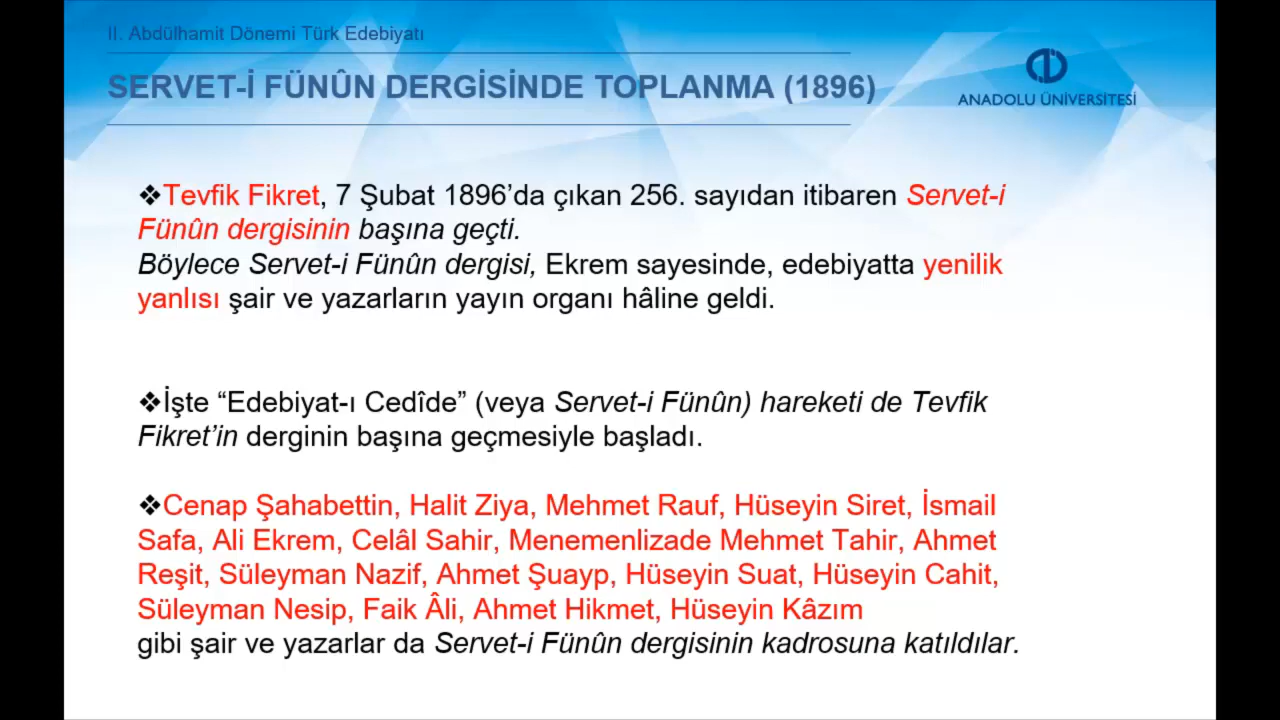 II. Abdülhamit Dönemi Türk Edebiyatı
SERVET-İ FÜNÛN DERGİSİNDE TOPLANMA (1896)
ANADOLU ÜNİVERSİTESİ
❖Tevfik Fikret, 7 Şubat 1896’da çıkan 256. sayıdan itibaren Servet-i
Fünûn dergisinin başına geçti.
Böylece Servet-i Fünûn dergisi, Ekrem sayesinde, edebiyatta yenilik
yanlısı şair ve yazarların yayın organı hâline geldi.
❖İşte “Edebiyat-ı Cedîde” (veya Servet-i Fünûn) hareketi de Tevfik
Fikret’in derginin başına geçmesiyle başladı.
❖Cenap Şahabettin, Halit Ziya, Mehmet Rauf, Hüseyin Siret, İsmail
Safa, Ali Ekrem, Celâl Sahir, Menemenlizade Mehmet Tahir, Ahmet
Reşit, Süleyman Nazif, Ahmet Şuayp, Hüseyin Suat, Hüseyin Cahit,
Süleyman Nesip, Faik Âli, Ahmet Hikmet, Hüseyin Kâzım
gibi şair ve yazarlar da Servet-i Fünûn dergisinin kadrosuna katıldılar.